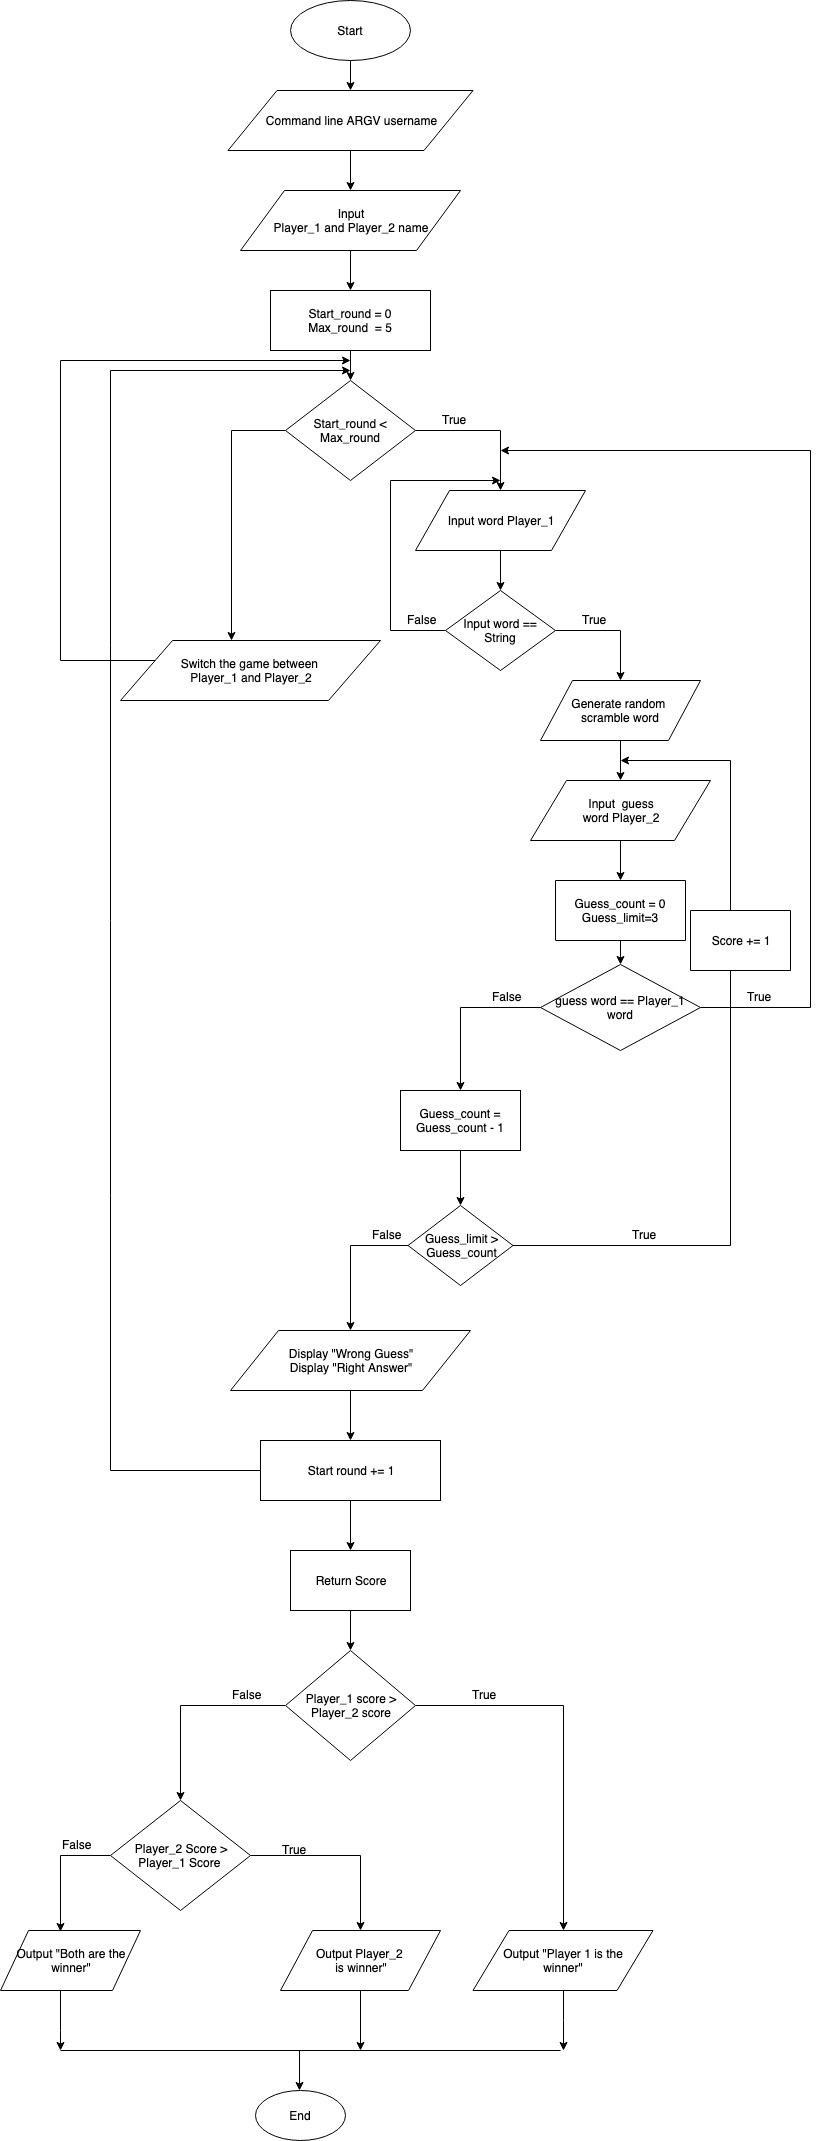 Start
Command line ARGV username
Input
Player_1 and Player_2 name
Start_round = 0
Max_round  = 5
Start_round <
Max_round
True
Input word Player_1
False
Input word ==
String
True
Switch the game between
Player_1 and Player_2
Generate random
scramble word
Input  guess
word Player_2
Guess_count = 0
Guess_limit=3
Score += 1
False
guess word == Player_1
word
True
Guess_count =
Guess_count - 1
False
Guess_limit >
Guess_count
True
Display "Wrong Guess"
Display "Right Answer"
Start round += 1
Return Score
False
Player_1 score >
Player_2 score
True
False
Player_2 Score >
Player_1 Score
True
Output "Both are the
winner"
Output Player_2
is winner"
Output "Player 1 is the
winner"
End